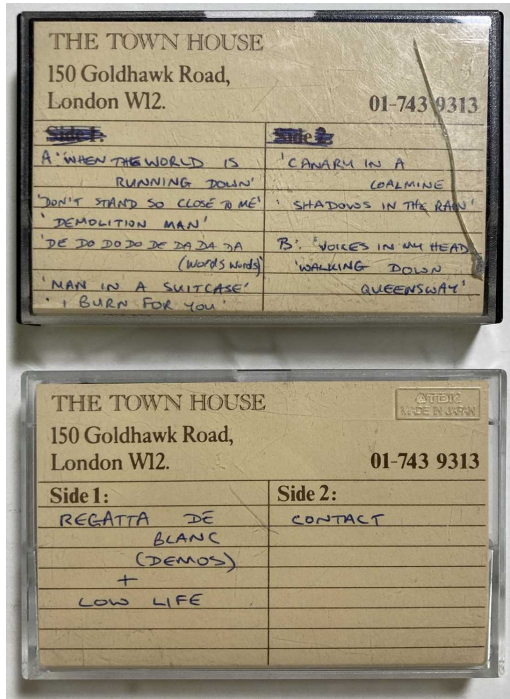 THE TOWN HOUSE
150 Goldhawk Road,
London W12.
01-743 9313
Side 1:
Side 2:
A 'WHEN THE WORLD IS
RUNNING DOWN'
'DON'T STAND SO CLOSE TO ME'
'DEMOLITION MAN'
'DE DO DO DO DE DA DA DA
(WORDS WORDS)
'MAN IN A SUITCASE'
'I BURN FOR YOU'
'CANARY IN A
COALMINE
'SHADOWS IN THE RAIN'
B: 'VOICES IN MY HEAD
'WALKING DOWN
QUEENSWAY'
THE TOWN HOUSE
150 Goldhawk Road,
London W12.
01-743 9313
MADE IN JAPAN
Side 1:
REGATTA DE
BLANC
(DEMOS)
+
LOW LIFE
Side 2:
CONTACT